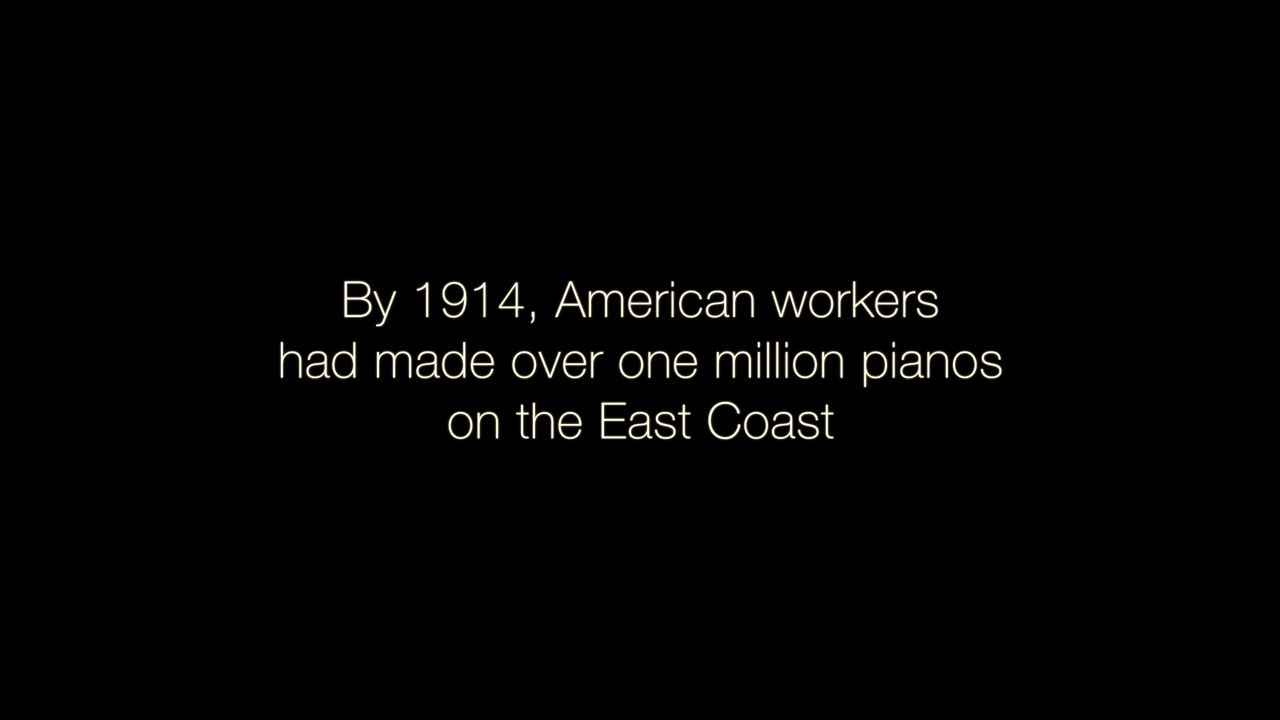 By 1914, American workers
had made over one million pianos
on the East Coast